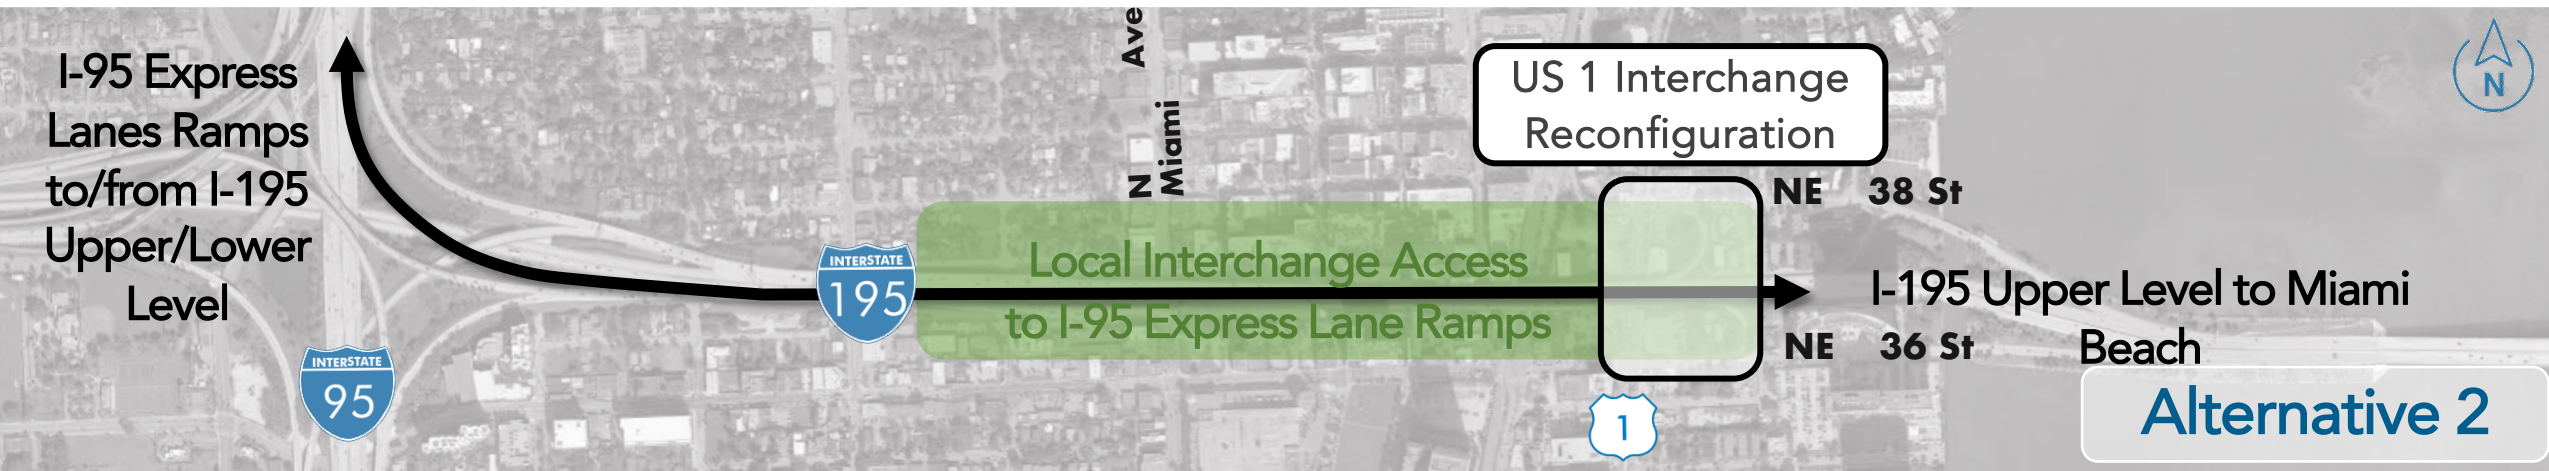 I-95 Express
Lanes Ramps
to/from I-195
Upper/Lower
Level
INTERSTATE
95
INTERSTATE
195
N Miami Ave
Local Interchange Access
to I-95 Express Lane Ramps
US 1 Interchange
Reconfiguration
NE 38 St
NE 36 St
1
I-195 Upper Level to Miami
Beach
N
Alternative 2